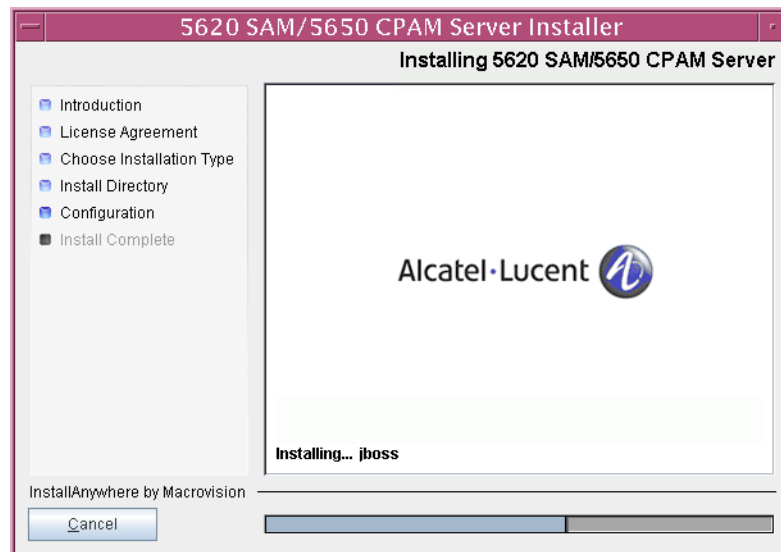 5620 SAM/5650 CPAM Server Installer
Installing 5620 SAM/5650 CPAM Server
Introduction
License Agreement
Choose Installation Type
Install Directory
Configuration
Install Complete
Alcatel·Lucent
Installing... jboss
InstallAnywhere by Macrovision
Cancel